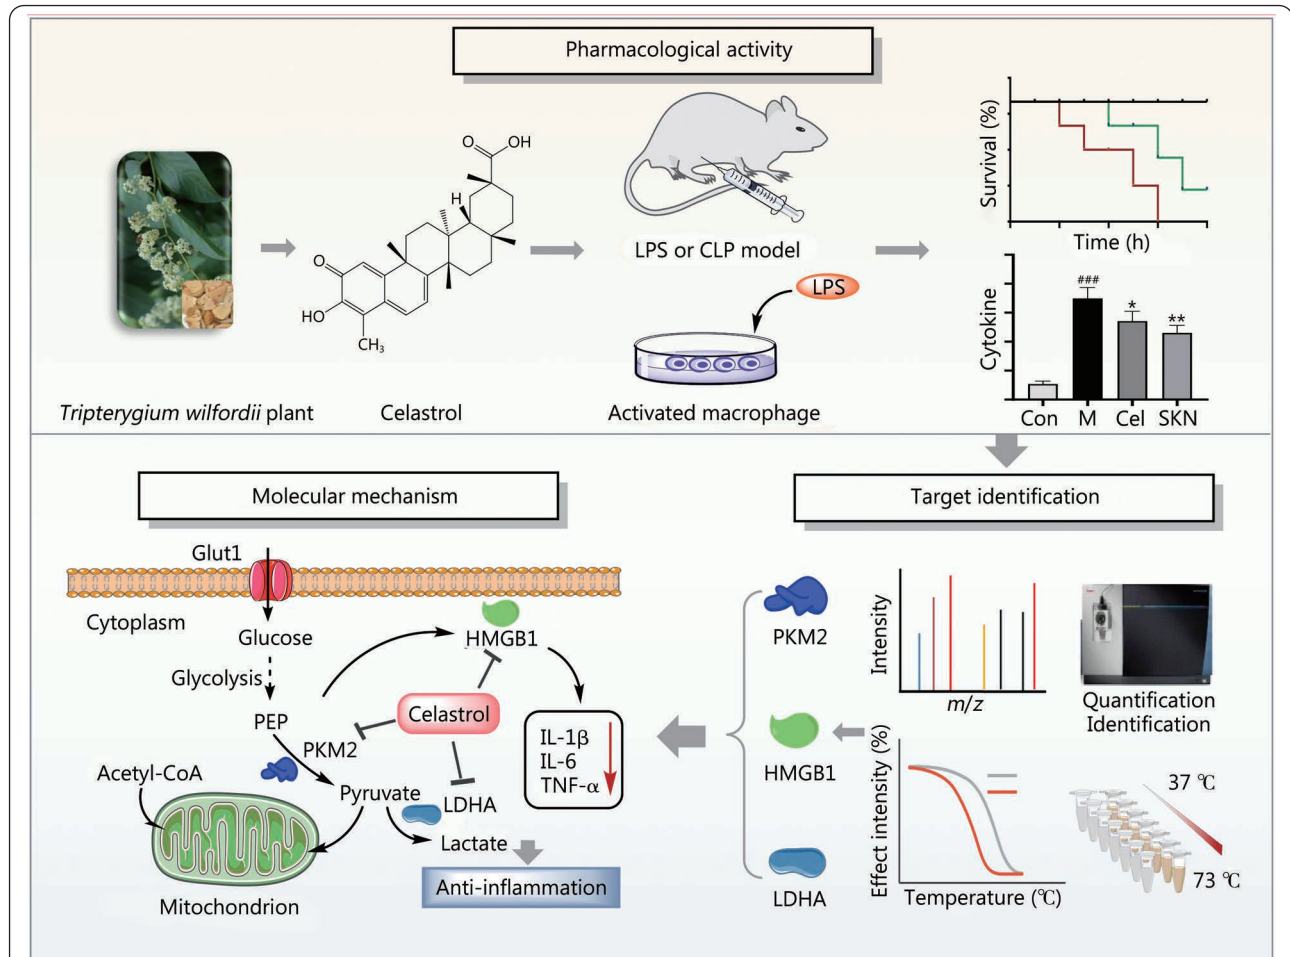 Pharmacological activity
O
OH
H
O
HO
CH₃
Tripterygium wilfordii plant
Celastrol
LPS or CLP model
LPS
Activated macrophage
Survival (%)
Time (h)
Cytokine
###
*
**
Con M Cel SKN
Molecular mechanism
Glut1
Cytoplasm
Glucose
HMGB1
Glycolysis
Celastrol
PEP
PKM2
IL-1β
IL-6
TNF-α
Acetyl-CoA
Pyruvate
LDHA
Lactate
Anti-inflammation
Mitochondrion
Target identification
PKM2
HMGB1
LDHA
Intensity
m/z
Quantification
Identification
Effect intensity (%)
Temperature (℃)
37 ℃
73 ℃